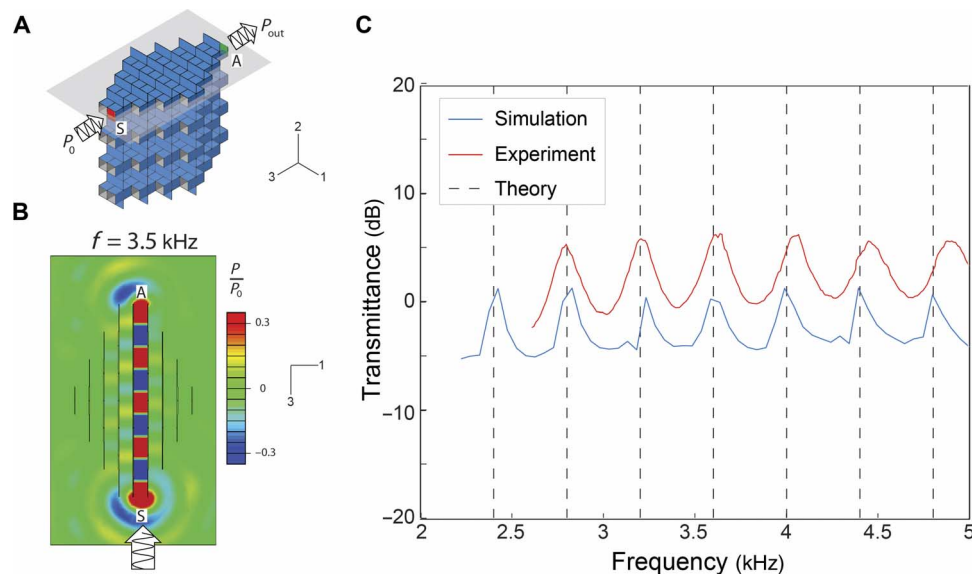 A
P_out
A
P_0
S
2
3
1
B
f = 3.5 kHz
P
P_0
A
0.3
0
−0.3
1
3
S
C
Simulation
Experiment
Theory
20
10
0
−10
−20
Transmittance (dB)
2
2.5
3
3.5
4
4.5
5
Frequency (kHz)